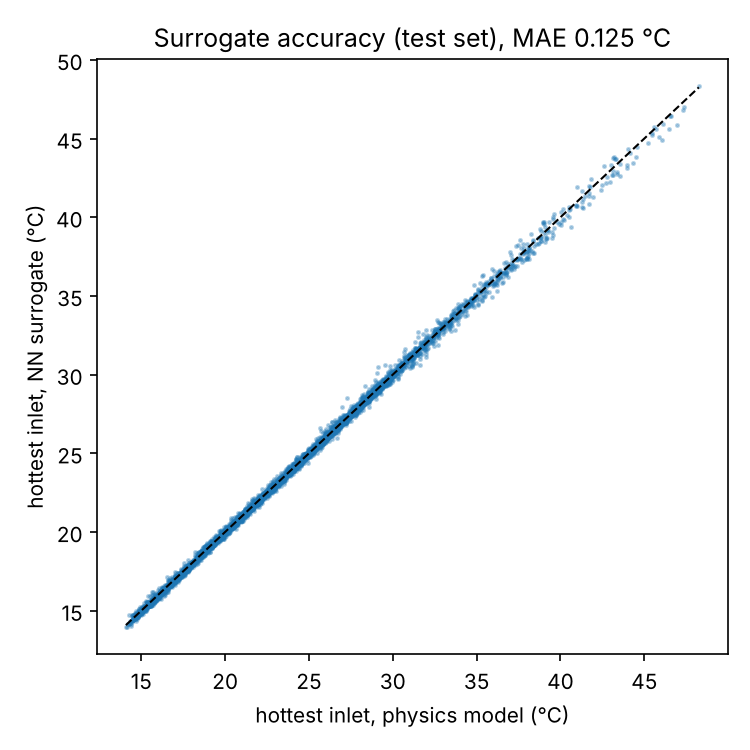 Surrogate accuracy (test set), MAE 0.125 °C
50
45
40
35
30
25
20
15
hottest inlet, NN surrogate (°C)
15 20 25 30 35 40 45
hottest inlet, physics model (°C)